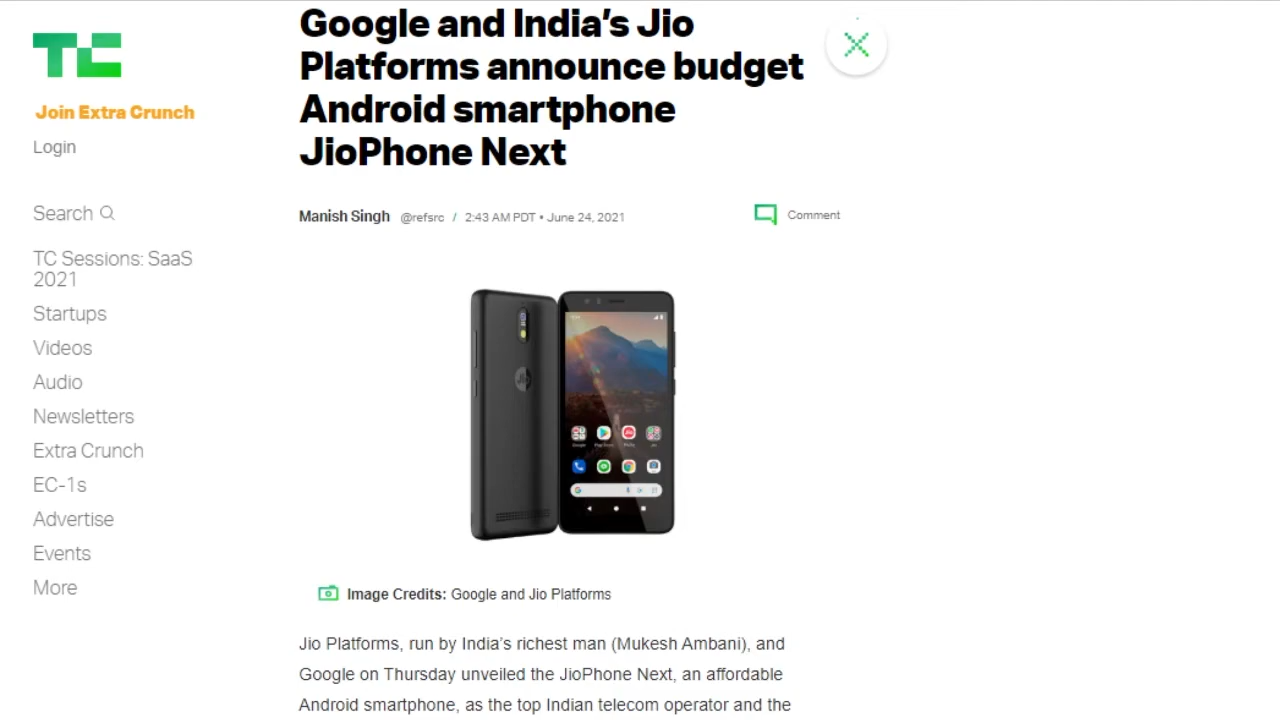 TC
Join Extra Crunch
Login
Search
TC Sessions: SaaS
2021
Startups
Videos
Audio
Newsletters
Extra Crunch
EC-1s
Advertise
Events
More
Google and India's Jio
Platforms announce budget
Android smartphone
JioPhone Next
Manish Singh @refsrc / 2:43 AM PDT • June 24, 2021
Comment
Jio
Image Credits: Google and Jio Platforms
Jio Platforms, run by India's richest man (Mukesh Ambani), and
Google on Thursday unveiled the JioPhone Next, an affordable
Android smartphone, as the top Indian telecom operator and the